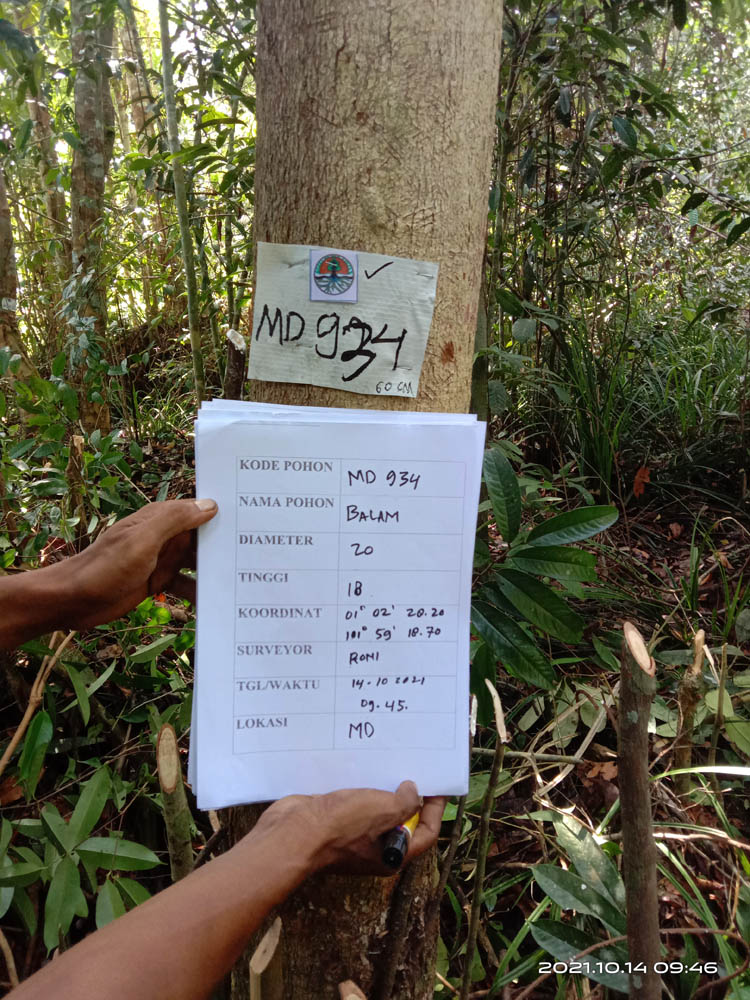 MD 934
60 CM
KODE POHON MD 934
NAMA POHON BALAM
DIAMETER 20
TINGGI 18
KOORDINAT 01° 02' 20.20
101° 59' 18.70
SURVEYOR ROMI
TGL/WAKTU 14-10 2021
09.45.
LOKASI MD
2021.10.14 09:46